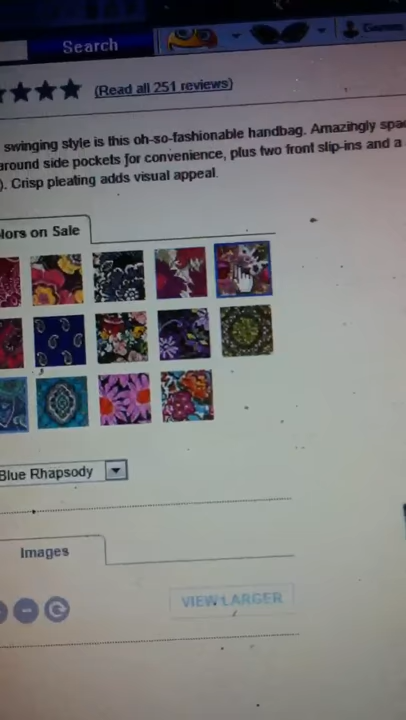 Search
(Read all 251 reviews)
swinging style is this oh-so-fashionable handbag. Amazingly spac
around side pockets for convenience, plus two front slip-ins and a
). Crisp pleating adds visual appeal.
lors on Sale
Blue Rhapsody
Images
VIEW LARGER